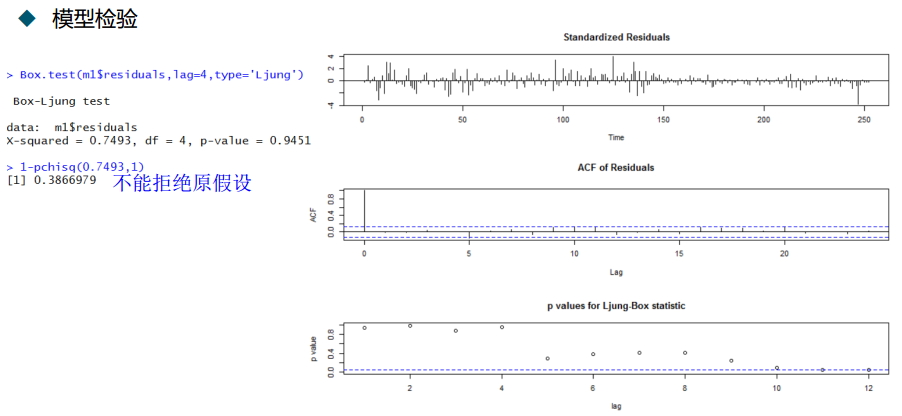 模型检验
> Box.test(m1$residuals,lag=4,type='Ljung')
Box-Ljung test
data:  m1$residuals
X-squared = 0.7493, df = 4, p-value = 0.9451
> 1-pchisq(0.7493,1)
[1] 0.3866979 不能拒绝原假设
Standardized Residuals
4
2
0
-4
0 50 100 150 200 250
Time
ACF of Residuals
ACF
0.8
0.4
0.0
0 5 10 15 20
Lag
p values for Ljung-Box statistic
p value
0.8
0.4
0.0
2 4 6 8 10 12
lag